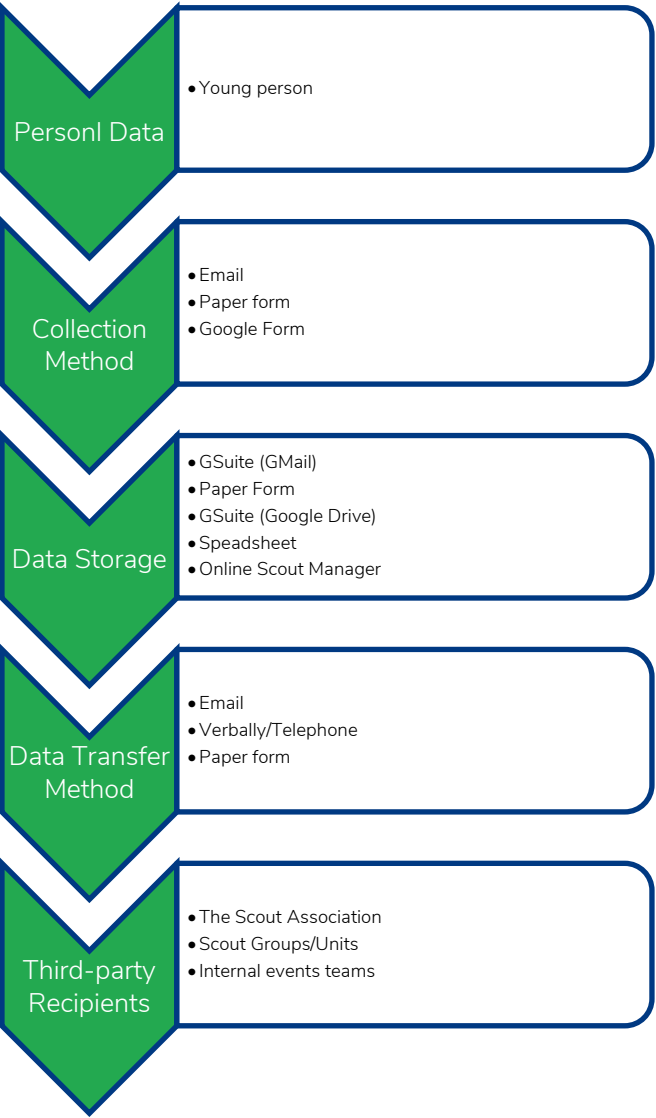 Personl Data
• Young person
Collection
Method
• Email
• Paper form
• Google Form
Data Storage
• GSuite (GMail)
• Paper Form
• GSuite (Google Drive)
• Speadsheet
• Online Scout Manager
Data Transfer
Method
• Email
• Verbally/Telephone
• Paper form
Third-party
Recipients
• The Scout Association
• Scout Groups/Units
• Internal events teams